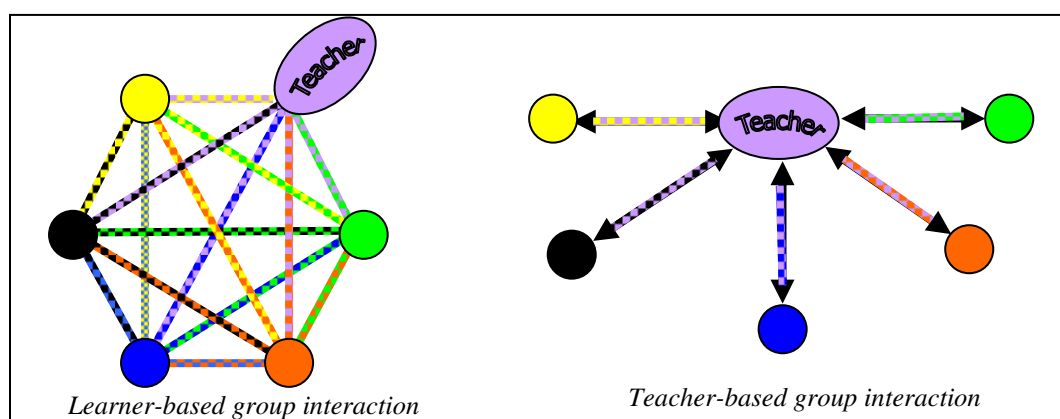 Teacher
Teacher
Learner-based group interaction
Teacher-based group interaction